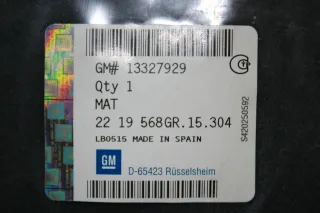 GM# 13327929
Qty 1
MAT
22 19 568GR.15.304
LB0515 MADE IN SPAIN
GM
D-65423 Rüsselsheim
S420250592